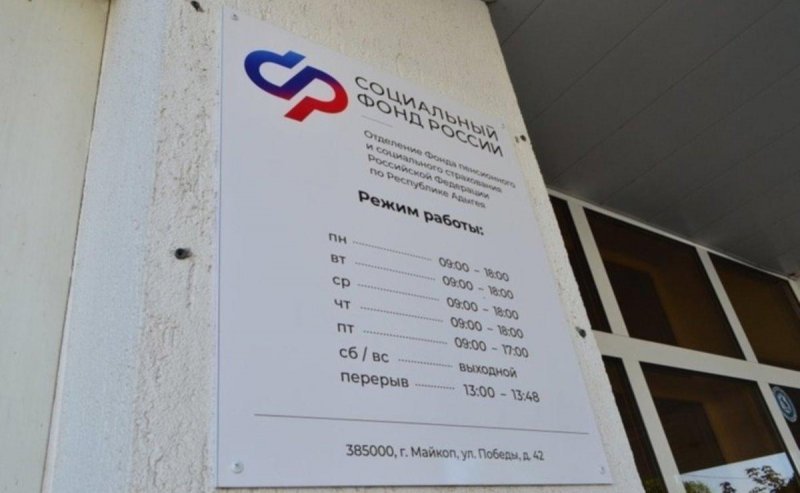 СОЦИАЛЬНЫЙ
ФОНД РОССИИ
Отделение Фонда пенсионного
и социального страхования
Российской Федерации
по Республике Адыгея
Режим работы:
пн ........................ 09:00 – 18:00
вт ........................ 09:00 – 18:00
ср ........................ 09:00 – 18:00
чт ........................ 09:00 – 18:00
пт ........................ 09:00 – 17:00
сб / вс ............... выходной
перерыв .......... 13:00 – 13:48
385000, г. Майкоп, ул. Победы, д. 42